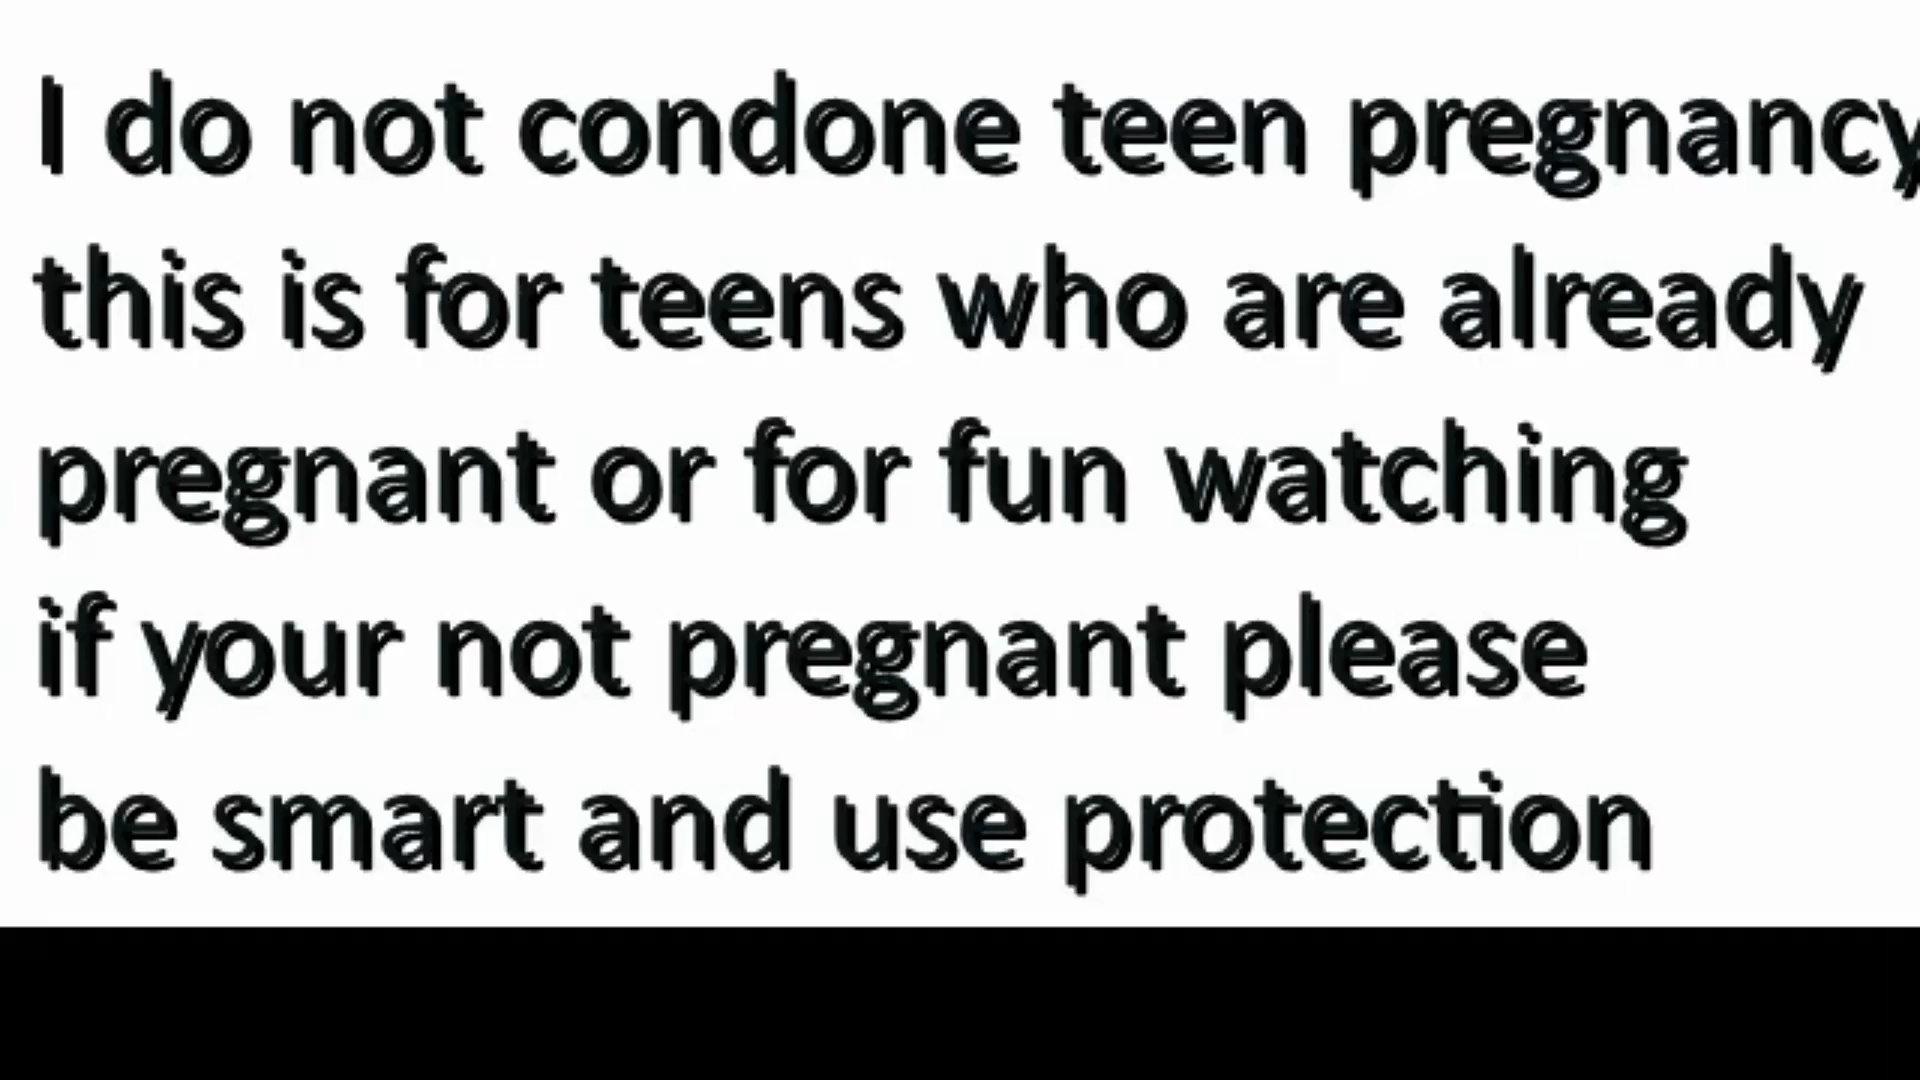 I do not condone teen pregnancy
this is for teens who are already
pregnant or for fun watching
if your not pregnant please
be smart and use protection